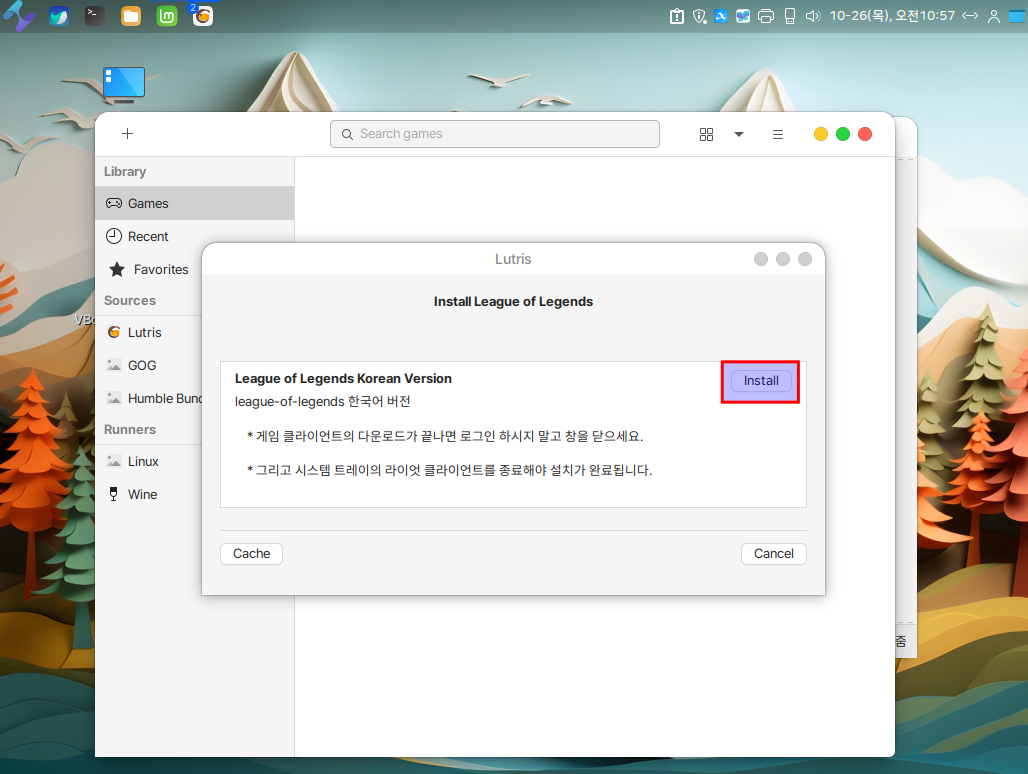 2
10-26(목), 오전10:57
Search games
Library
Games
Recent
Favorites
Sources
Lutris
GOG
Humble Bund
Runners
Linux
Wine
VB
Lutris
Install League of Legends
League of Legends Korean Version
Install
league-of-legends 한국어 버전
* 게임 클라이언트의 다운로드가 끝나면 로그인 하시지 말고 창을 닫으세요.
* 그리고 시스템 트레이의 라이엇 클라이언트를 종료해야 설치가 완료됩니다.
Cache
Cancel
줌